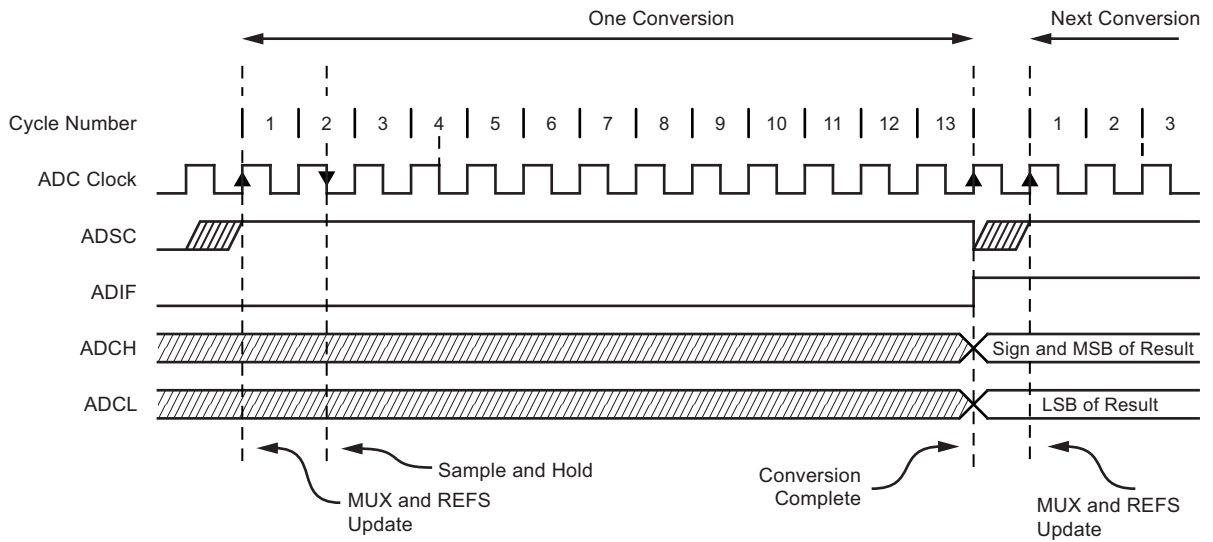 One Conversion
Next Conversion
Cycle Number
1 2 3 4 5 6 7 8 9 10 11 12 13 1 2 3
ADC Clock
ADSC
ADIF
ADCH
Sign and MSB of Result
ADCL
LSB of Result
Sample and Hold
MUX and REFS
Update
Conversion
Complete
MUX and REFS
Update